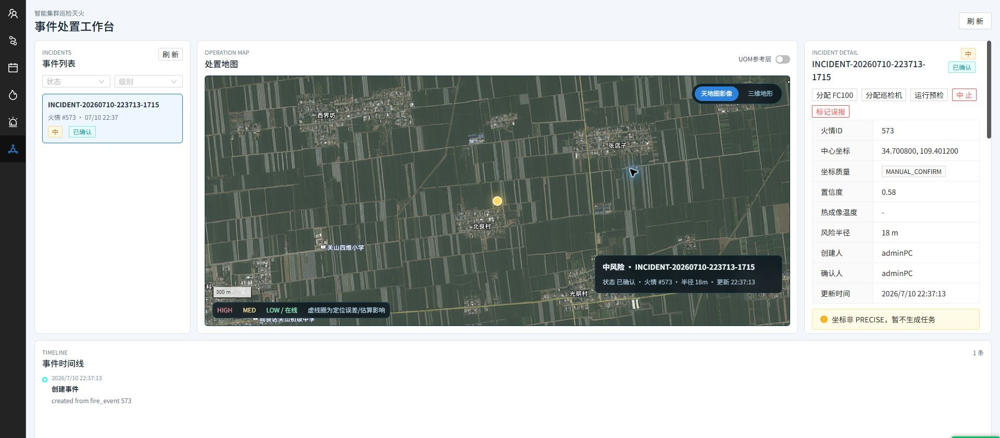 智能集群巡检灭火
事件处置工作台
刷 新
INCIDENTS
事件列表
刷 新
状态
级别
INCIDENT-20260710-223713-1715
火情 #573 • 07/10 22:37
中
已确认
OPERATION MAP
处置地图
UOM参考层
天地图影像
三维地形
西界坊
张店子
北良村
关山四维小学
科
300 m
光明村
中风险 • INCIDENT-20260710-223713-1715
状态 已确认 • 火情 #573 • 半径 18m • 更新 22:37:13
HIGH
MED
LOW / 在线
虚线圈为定位误差/估算影响
阎良区关山初级中学
INCIDENT DETAIL
中
INCIDENT-20260710-223713-
1715
已确认
分配 FC100
分配巡检机
运行预检
中 止
标记误报
火情ID 573
中心坐标 34.700800, 109.401200
坐标质量 MANUAL_CONFIRM
置信度 0.58
热成像温度 -
风险半径 18 m
创建人 adminPC
确认人 adminPC
更新时间 2026/7/10 22:37:13
坐标非 PRECISE，暂不生成任务
TIMELINE
事件时间线
1 条
2026/7/10 22:37:13
创建事件
created from fire_event 573